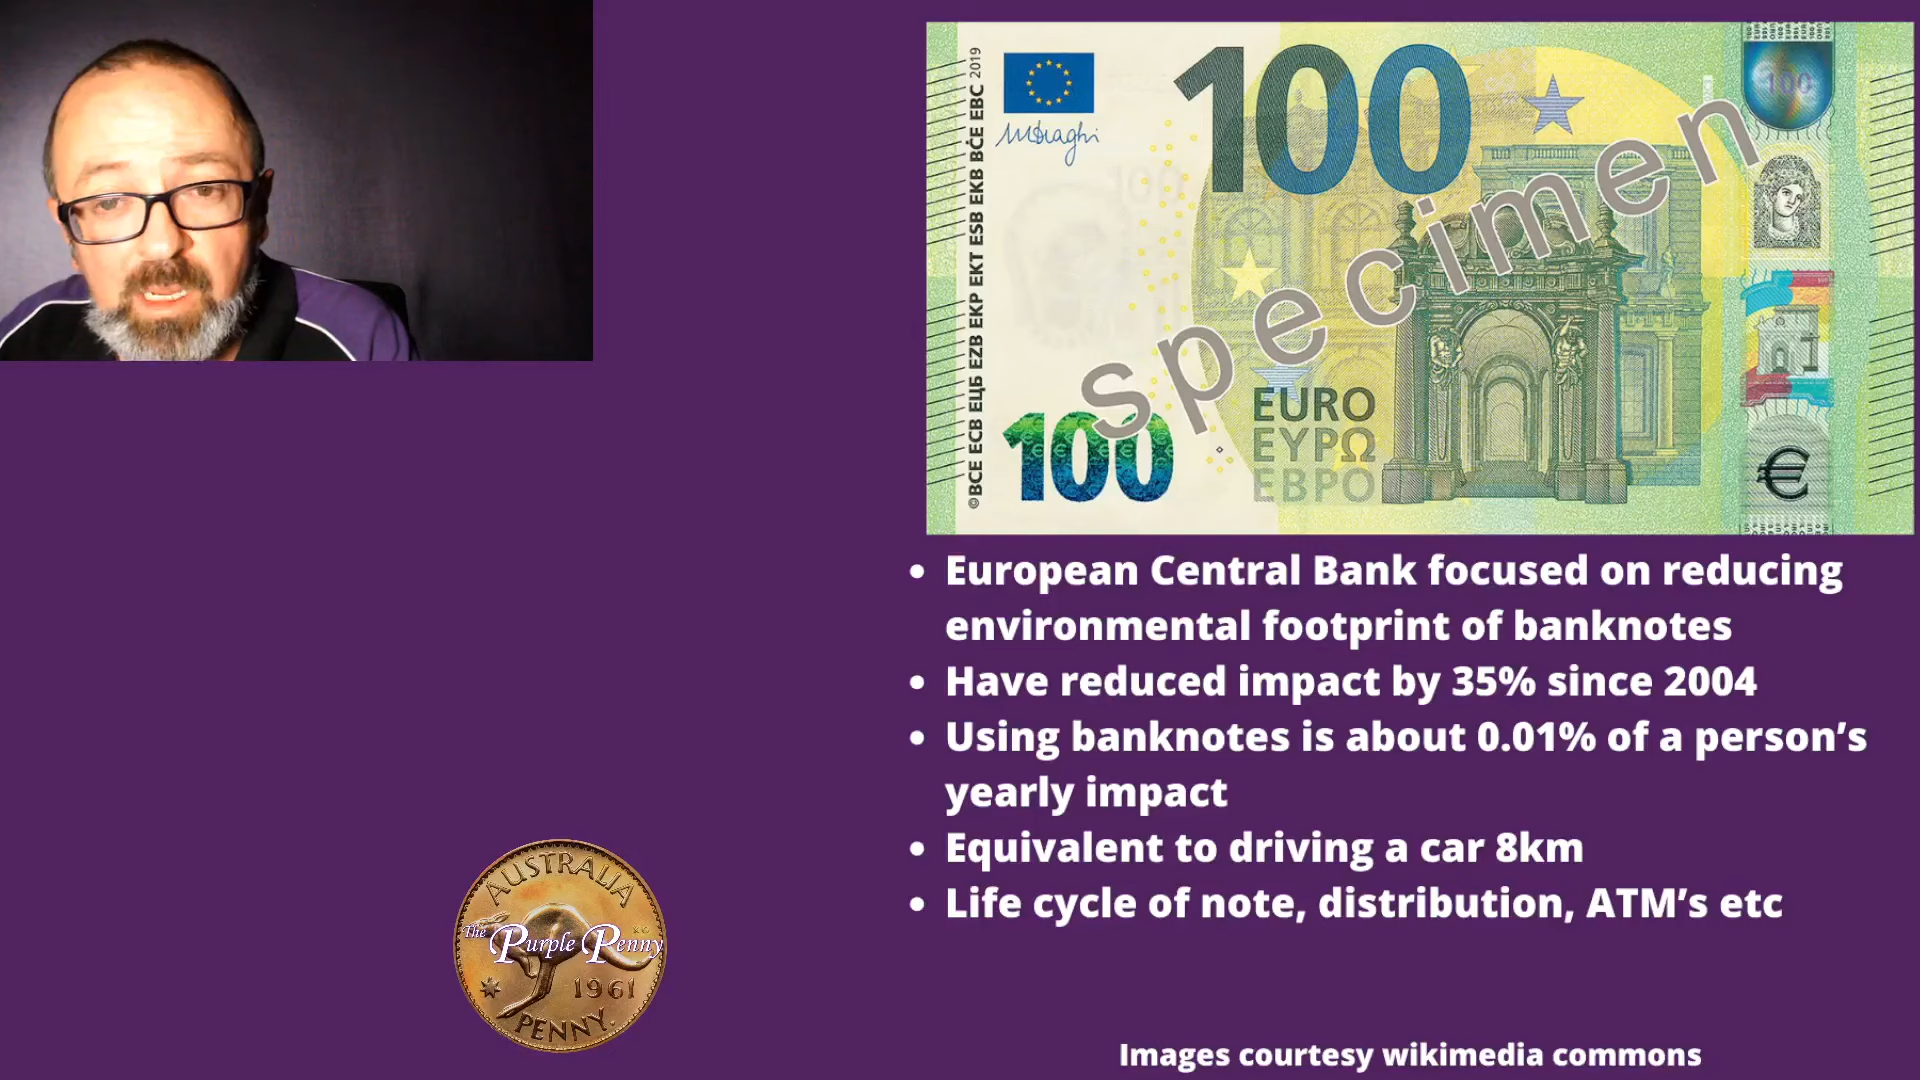 ©BCE ECB ЕЦБ EZB EKP EKT ESB EKB BĊE EBC 2019
100
100
specimen
EURO
ΕΥΡΩ
ЕВРО
100
€
• European Central Bank focused on reducing
environmental footprint of banknotes
• Have reduced impact by 35% since 2004
• Using banknotes is about 0.01% of a person’s
yearly impact
• Equivalent to driving a car 8km
• Life cycle of note, distribution, ATM’s etc
AUSTRALIA
The Purple Penny
1961
PENNY.
Images courtesy wikimedia commons